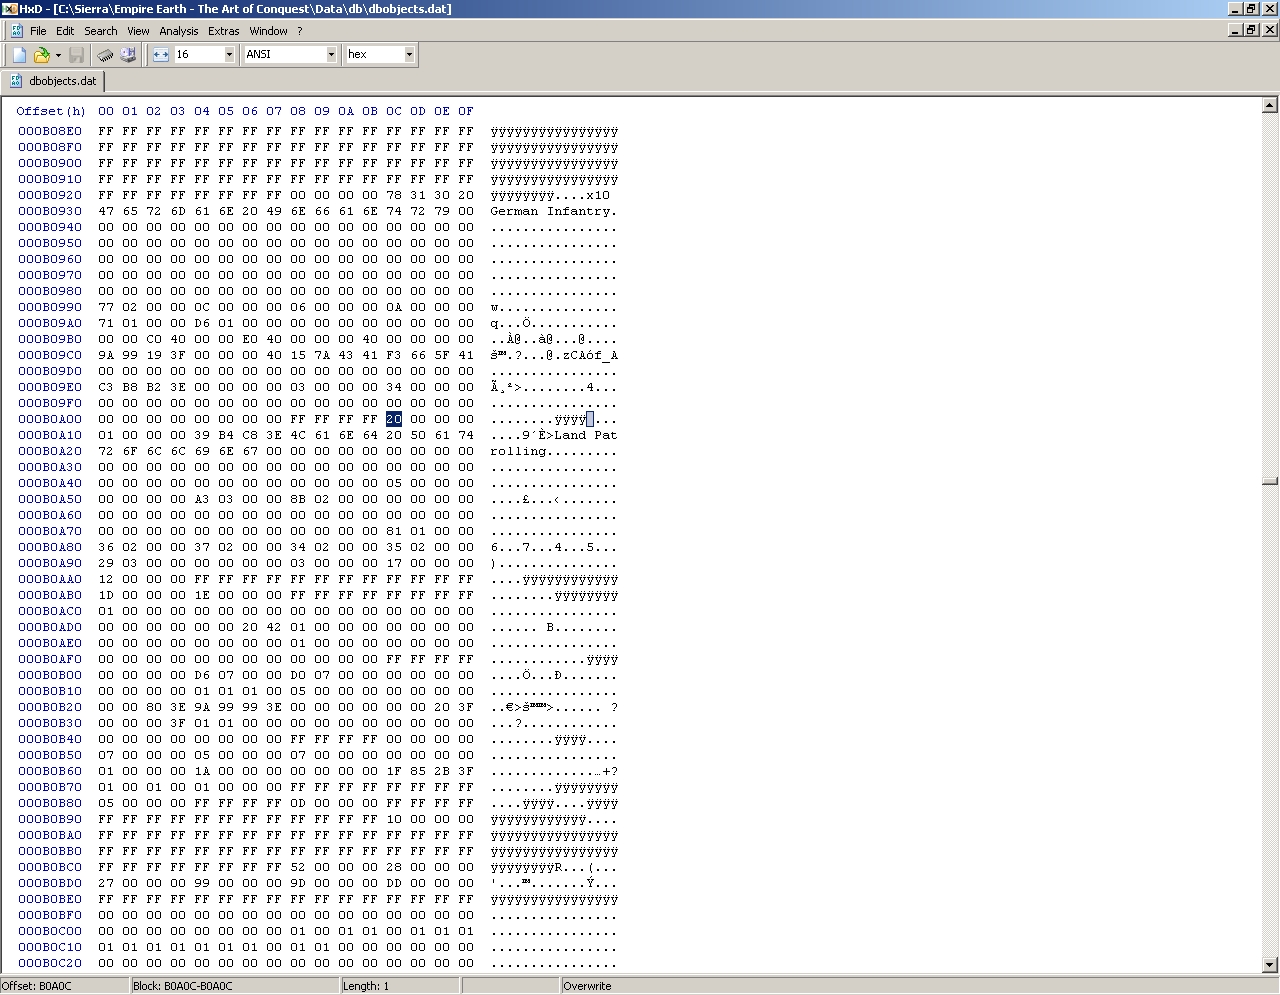 HxD - [C:\Sierra\Empire Earth - The Art of Conquest\Data\db\dbobjects.dat]
File Edit Search View Analysis Extras Window ?
16 ANSI hex
dbobjects.dat
Offset(h) 00 01 02 03 04 05 06 07 08 09 0A 0B 0C 0D 0E 0F
000B08E0 FF FF FF FF FF FF FF FF FF FF FF FF FF FF FF FF ÿÿÿÿÿÿÿÿÿÿÿÿÿÿÿÿ
000B08F0 FF FF FF FF FF FF FF FF FF FF FF FF FF FF FF FF ÿÿÿÿÿÿÿÿÿÿÿÿÿÿÿÿ
000B0900 FF FF FF FF FF FF FF FF FF FF FF FF FF FF FF FF ÿÿÿÿÿÿÿÿÿÿÿÿÿÿÿÿ
000B0910 FF FF FF FF FF FF FF FF FF FF FF FF FF FF FF FF ÿÿÿÿÿÿÿÿÿÿÿÿÿÿÿÿ
000B0920 FF FF FF FF FF FF FF FF 00 00 00 00 78 31 30 20 ÿÿÿÿÿÿÿÿ....x10
000B0930 47 65 72 6D 61 6E 20 49 6E 66 61 6E 74 72 79 00 German Infantry.
000B0940 00 00 00 00 00 00 00 00 00 00 00 00 00 00 00 00 ................
000B0950 00 00 00 00 00 00 00 00 00 00 00 00 00 00 00 00 ................
000B0960 00 00 00 00 00 00 00 00 00 00 00 00 00 00 00 00 ................
000B0970 00 00 00 00 00 00 00 00 00 00 00 00 00 00 00 00 ................
000B0980 00 00 00 00 00 00 00 00 00 00 00 00 00 00 00 00 ................
000B0990 77 02 00 00 0C 00 00 00 06 00 00 00 0A 00 00 00 w...............
000B09A0 71 01 00 00 D6 01 00 00 00 00 00 00 00 00 00 00 q...Ö...........
000B09B0 00 00 C0 40 00 00 E0 40 00 00 00 40 00 00 00 00 ..À@..à@...@....
000B09C0 9A 99 19 3F 00 00 00 40 15 7A 43 41 F3 66 5F 41 š™.?...@.zCAóf_A
000B09D0 00 00 00 00 00 00 00 00 00 00 00 00 00 00 00 00 ................
000B09E0 C3 B8 B2 3E 00 00 00 00 03 00 00 00 34 00 00 00 Ã¸²>........4...
000B09F0 00 00 00 00 00 00 00 00 00 00 00 00 00 00 00 00 ................
000B0A00 00 00 00 00 00 00 00 00 FF FF FF FF 20 00 00 00 ........ÿÿÿÿ ...
000B0A10 01 00 00 00 39 B4 C8 3E 4C 61 6E 64 20 50 61 74 ....9´È>Land Pat
000B0A20 72 6F 6C 6C 69 6E 67 00 00 00 00 00 00 00 00 00 rolling.........
000B0A30 00 00 00 00 00 00 00 00 00 00 00 00 00 00 00 00 ................
000B0A40 00 00 00 00 00 00 00 00 00 00 00 00 05 00 00 00 ................
000B0A50 00 00 00 00 A3 03 00 00 8B 02 00 00 00 00 00 00 ....£...‹.......
000B0A60 00 00 00 00 00 00 00 00 00 00 00 00 00 00 00 00 ................
000B0A70 00 00 00 00 00 00 00 00 00 00 00 00 81 01 00 00 ................
000B0A80 36 02 00 00 37 02 00 00 34 02 00 00 35 02 00 00 6...7...4...5...
000B0A90 29 03 00 00 00 00 00 00 03 00 00 00 17 00 00 00 )...............
000B0AA0 12 00 00 00 FF FF FF FF FF FF FF FF FF FF FF FF ....ÿÿÿÿÿÿÿÿÿÿÿÿ
000B0AB0 1D 00 00 00 1E 00 00 00 FF FF FF FF FF FF FF FF ........ÿÿÿÿÿÿÿÿ
000B0AC0 01 00 00 00 00 00 00 00 00 00 00 00 00 00 00 00 ................
000B0AD0 00 00 00 00 00 00 20 42 01 00 00 00 00 00 00 00 ...... B........
000B0AE0 00 00 00 00 00 00 00 00 01 00 00 00 00 00 00 00 ................
000B0AF0 00 00 00 00 00 00 00 00 00 00 00 00 FF FF FF FF ............ÿÿÿÿ
000B0B00 00 00 00 00 D6 07 00 00 D0 07 00 00 00 00 00 00 ....Ö...Ð.......
000B0B10 00 00 00 00 01 01 01 00 05 00 00 00 00 00 00 00 ................
000B0B20 00 00 80 3E 9A 99 99 3E 00 00 00 00 00 00 20 3F ..€>š™™>...... ?
000B0B30 00 00 00 3F 01 01 00 00 00 00 00 00 00 00 00 00 ...?............
000B0B40 00 00 00 00 00 00 00 00 FF FF FF FF 00 00 00 00 ........ÿÿÿÿ....
000B0B50 07 00 00 00 05 00 00 00 07 00 00 00 00 00 00 00 ................
000B0B60 01 00 00 00 1A 00 00 00 00 00 00 00 1F 85 2B 3F .............…+?
000B0B70 01 00 01 00 01 00 00 00 FF FF FF FF FF FF FF FF ........ÿÿÿÿÿÿÿÿ
000B0B80 05 00 00 00 FF FF FF FF 0D 00 00 00 FF FF FF FF ....ÿÿÿÿ....ÿÿÿÿ
000B0B90 FF FF FF FF FF FF FF FF FF FF FF FF 10 00 00 00 ÿÿÿÿÿÿÿÿÿÿÿÿ....
000B0BA0 FF FF FF FF FF FF FF FF FF FF FF FF FF FF FF FF ÿÿÿÿÿÿÿÿÿÿÿÿÿÿÿÿ
000B0BB0 FF FF FF FF FF FF FF FF FF FF FF FF FF FF FF FF ÿÿÿÿÿÿÿÿÿÿÿÿÿÿÿÿ
000B0BC0 FF FF FF FF FF FF FF FF 52 00 00 00 28 00 00 00 ÿÿÿÿÿÿÿÿR...(...
000B0BD0 27 00 00 00 99 00 00 00 9D 00 00 00 DD 00 00 00 '...™.......Ý...
000B0BE0 FF FF FF FF FF FF FF FF FF FF FF FF FF FF FF FF ÿÿÿÿÿÿÿÿÿÿÿÿÿÿÿÿ
000B0BF0 00 00 00 00 00 00 00 00 00 00 00 00 00 00 00 00 ................
000B0C00 00 00 00 00 00 00 00 00 01 00 01 01 00 01 01 01 ................
000B0C10 01 01 01 01 01 01 01 00 01 01 00 00 00 00 00 00 ................
000B0C20 00 00 00 00 00 00 00 00 00 00 00 00 00 00 00 00 ................
Offset: B0A0C Block: B0A0C-B0A0C Length: 1 Overwrite